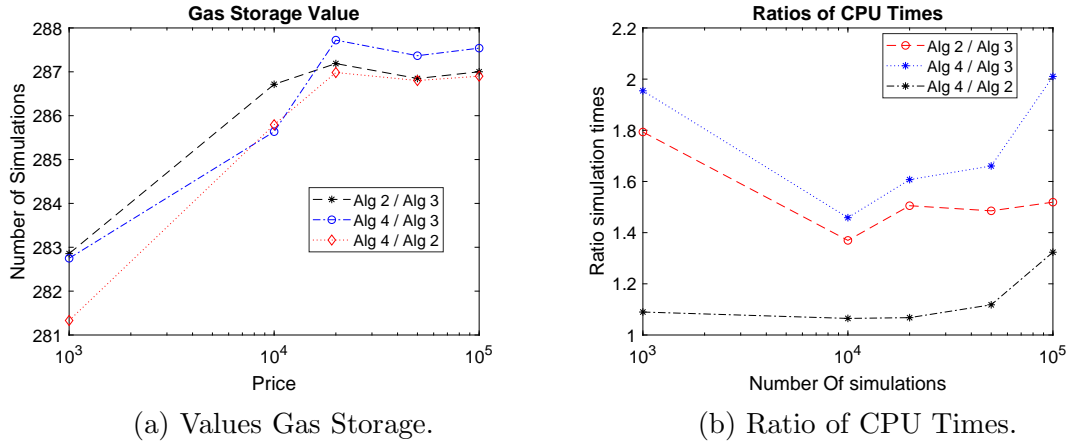 Gas Storage Value
288
287
286
285
284
283
282
281
Number of Simulations
Alg 2 / Alg 3
Alg 4 / Alg 3
Alg 4 / Alg 2
10^3
10^4
10^5
Price
(a) Values Gas Storage.
Ratios of CPU Times
2.2
2
1.8
1.6
1.4
1.2
1
Ratio simulation times
Alg 2 / Alg 3
Alg 4 / Alg 3
Alg 4 / Alg 2
10^3
10^4
10^5
Number Of simulations
(b) Ratio of CPU Times.